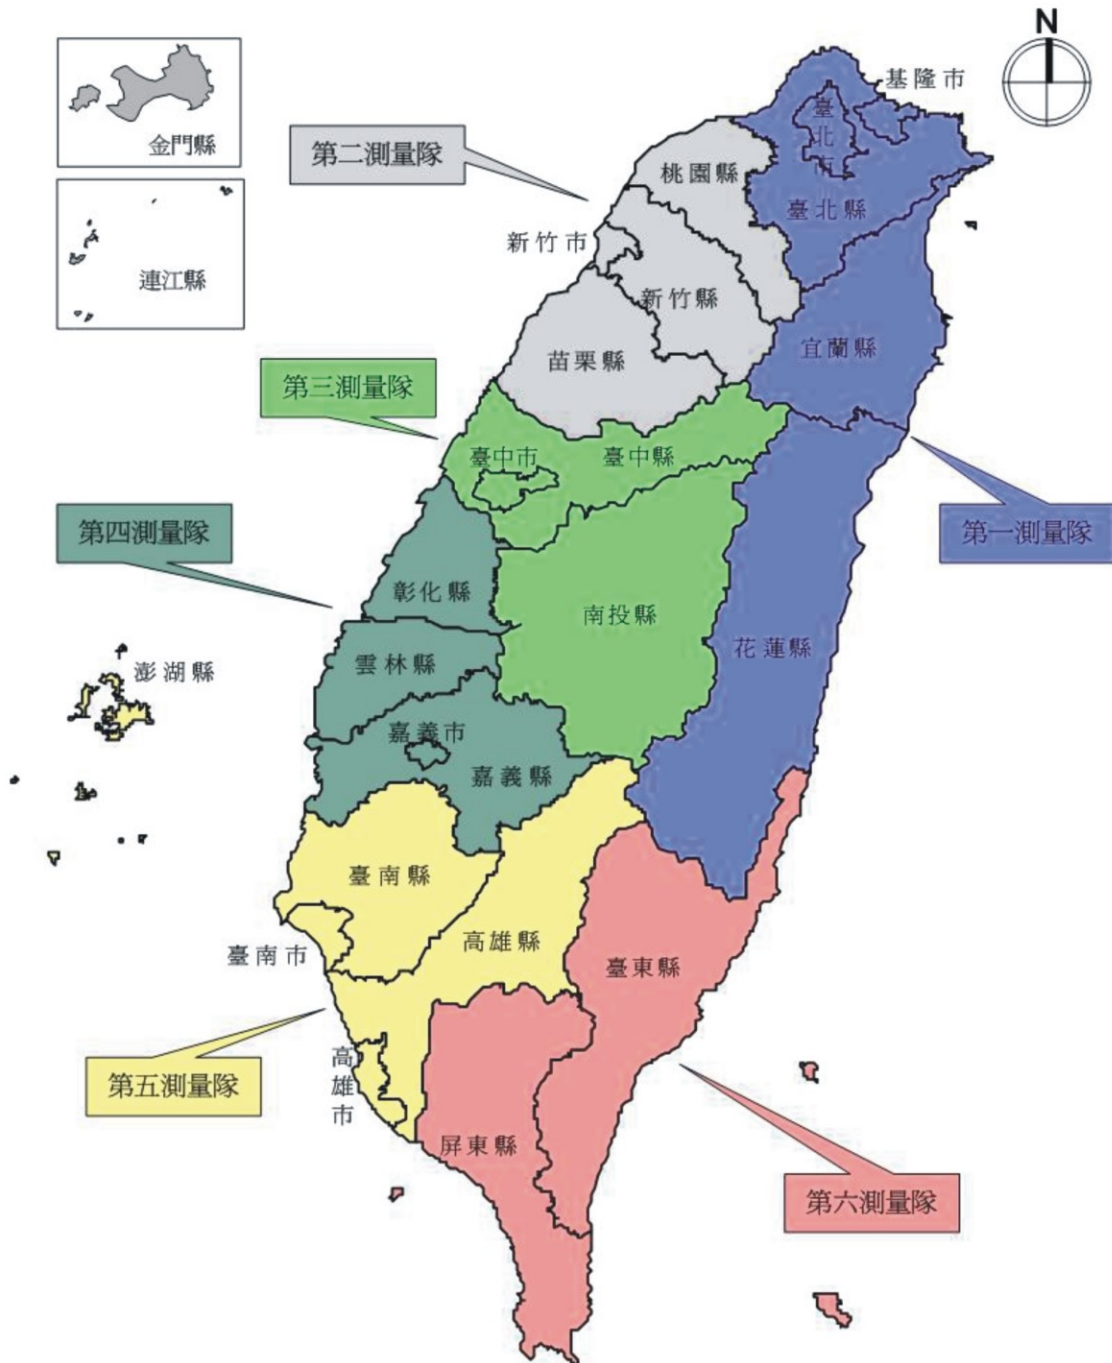 N
基隆市
臺北市
金門縣
第二測量隊
桃園縣
臺北縣
新竹市
連江縣
新竹縣
宜蘭縣
苗栗縣
第三測量隊
臺中市
臺中縣
第四測量隊
第一測量隊
彰化縣
南投縣
花蓮縣
雲林縣
澎湖縣
嘉義市
嘉義縣
臺南縣
高雄縣
臺南市
臺東縣
第五測量隊
高雄市
屏東縣
第六測量隊